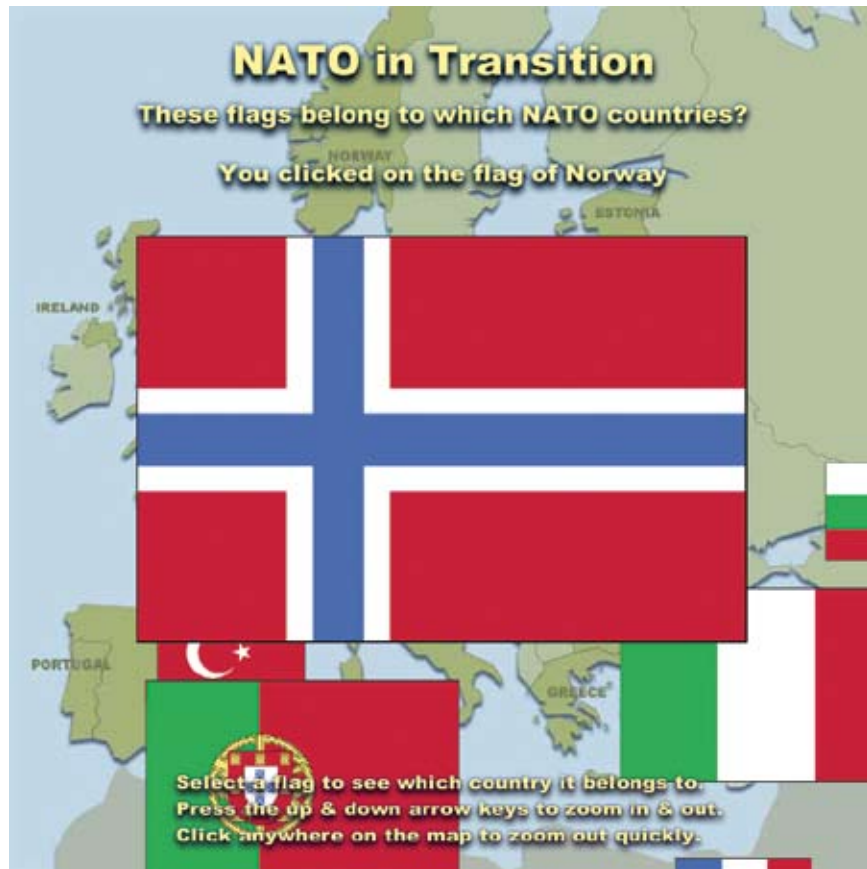 NATO in Transition
These flags belong to which NATO countries?
NORWAY
You clicked on the flag of Norway
ESTONIA
IRELAND
PORTUGAL
GREECE
Select a flag to see which country it belongs to.
Press the up & down arrow keys to zoom in & out.
Click anywhere on the map to zoom out quickly.